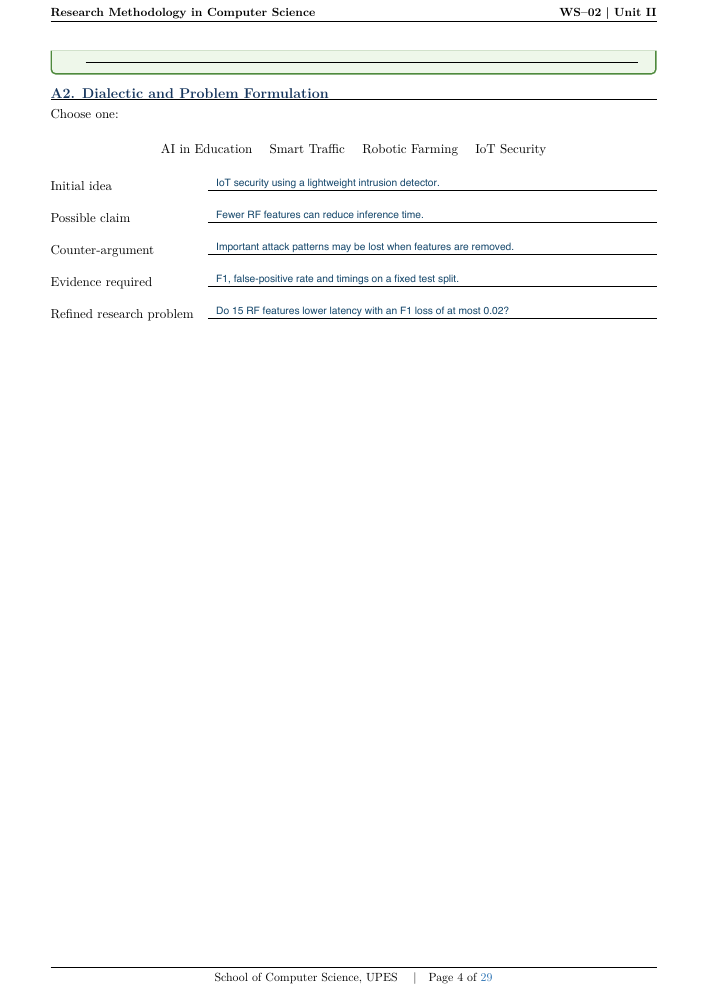 Research Methodology in Computer Science WS–02 | Unit II
A2. Dialectic and Problem Formulation
Choose one:
AI in Education Smart Traffic Robotic Farming IoT Security
Initial idea IoT security using a lightweight intrusion detector.
Possible claim Fewer RF features can reduce inference time.
Counter-argument Important attack patterns may be lost when features are removed.
Evidence required F1, false-positive rate and timings on a fixed test split.
Refined research problem Do 15 RF features lower latency with an F1 loss of at most 0.02?
School of Computer Science, UPES | Page 4 of 29